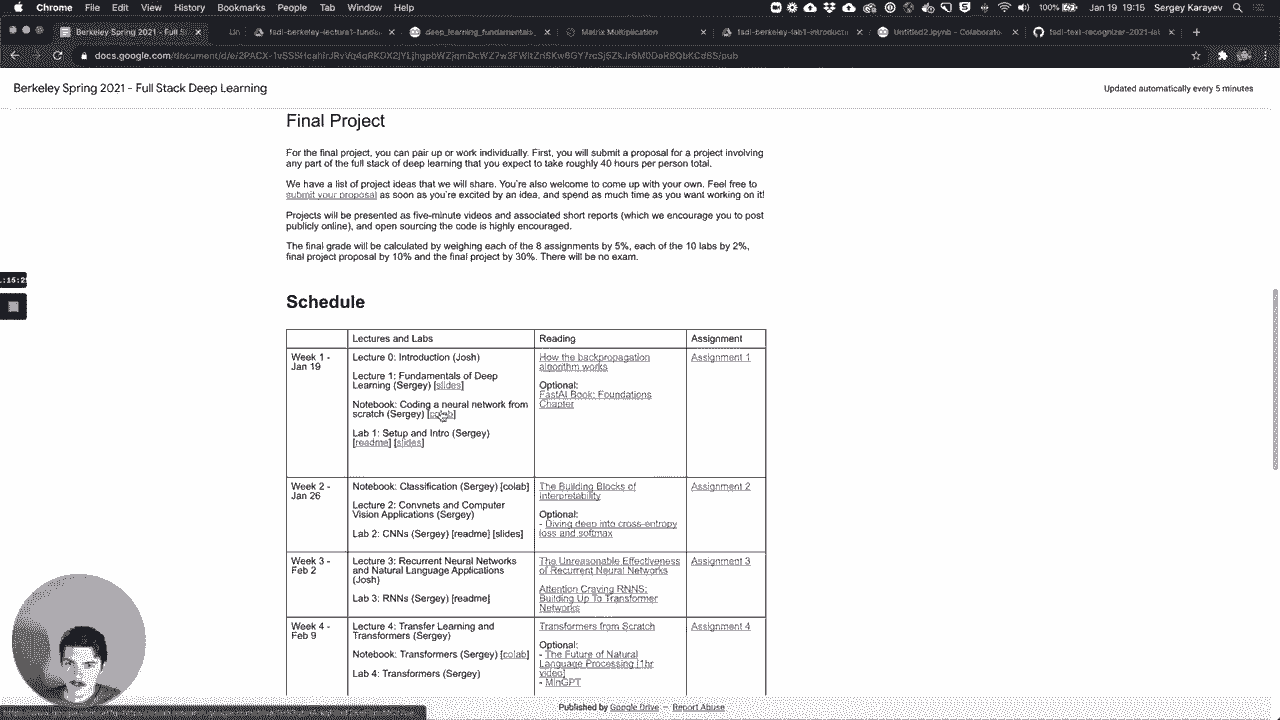 Chrome File Edit View History Bookmarks People Tab Window Help
Jan 19 19:15 Sergey Karayev
Berkeley Spring 2021 - Full St
fsdl-berkeley-lecture1-fund
deep_learning_fundamentals_
Matrix Multiplication
fsdl-berkeley-lab1-introducti
Untitled2.ipynb - Colaborato
fsdl-text-recognizer-2021-lab
Berkeley Spring 2021 - Full Stack Deep Learning
Updated automatically every 5 minutes
Final Project
For the final project, you can pair up or work individually. First, you will submit a proposal for a project involving
any part of the full stack of deep learning that you expect to take roughly 40 hours per person total.
We have a list of project ideas that we will share. You're also welcome to come up with your own. Feel free to
submit your proposal as soon as you're excited by an idea, and spend as much time as you want working on it!
Projects will be presented as five-minute videos and associated short reports (which we encourage you to post
publicly online), and open sourcing the code is highly encouraged.
The final grade will be calculated by weighing each of the 8 assignments by 5%, each of the 10 labs by 2%,
final project proposal by 10% and the final project by 30%. There will be no exam.
Schedule
Lectures and Labs
Reading
Assignment
Week 1 -
Jan 19
Lecture 0: Introduction (Josh)
Lecture 1: Fundamentals of Deep
Learning (Sergey) [slides]
Notebook: Coding a neural network from
scratch (Sergey) [colab]
Lab 1: Setup and Intro (Sergey)
[readme] [slides]
How the backpropagation
algorithm works
Optional:
FastAI Book: Foundations
Chapter
Assignment 1
Week 2 -
Jan 26
Notebook: Classification (Sergey) [colab]
Lecture 2: Convnets and Computer
Vision Applications (Sergey)
Lab 2: CNNs (Sergey) [readme] [slides]
The Building Blocks of
Interpretability
Optional:
- Diving deep into cross-entropy
loss and softmax
Assignment 2
Week 3 -
Feb 2
Lecture 3: Recurrent Neural Networks
and Natural Language Applications
(Josh)
Lab 3: RNNs (Sergey) [readme]
The Unreasonable Effectiveness
of Recurrent Neural Networks
Attention Craving RNNS:
Building Up To Transformer
Networks
Assignment 3
Week 4 -
Feb 9
Lecture 4: Transfer Learning and
Transformers (Sergey)
Notebook: Transformers (Sergey) [colab]
Lab 4: Transformers (Sergey)
Transformers from Scratch
Optional:
- The Future of Natural
Language Processing [1hr
video]
- MinGPT
Assignment 4
Published by Google Drive – Report Abuse